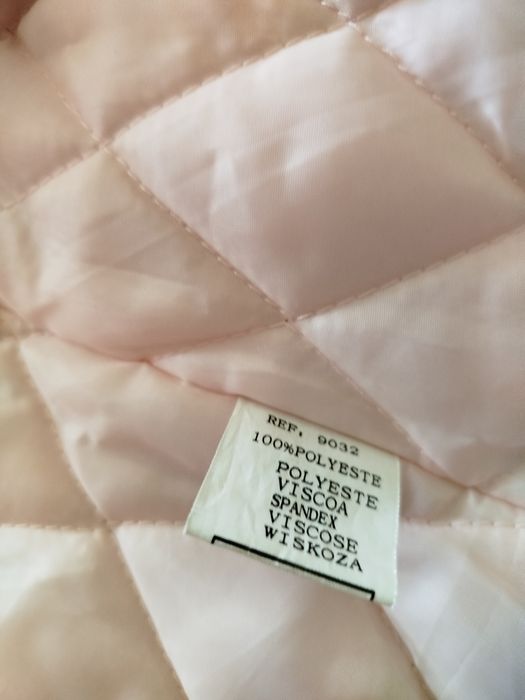 REF. 9032
100%POLYESTE
POLYESTE
VISCOA
SPANDEX
VISCOSE
WISKOZA